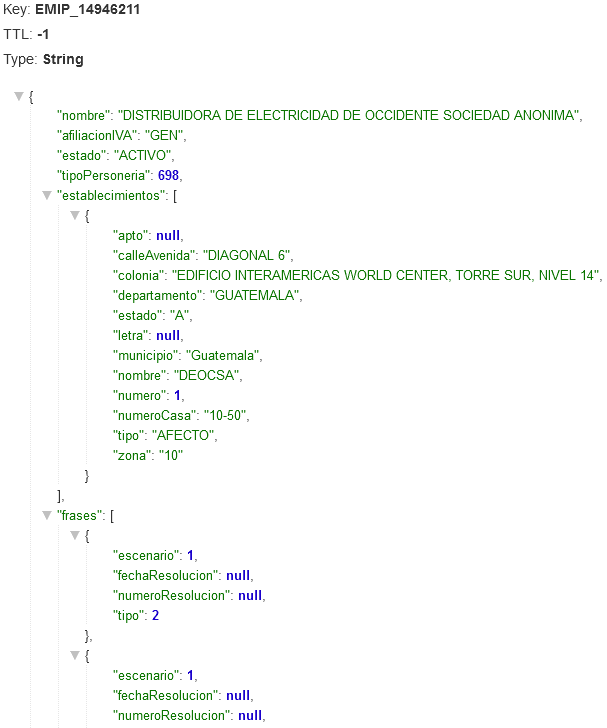 Key: EMIP_14946211
TTL: -1
Type: String
{
"nombre": "DISTRIBUIDORA DE ELECTRICIDAD DE OCCIDENTE SOCIEDAD ANONIMA",
"afiliacionIVA": "GEN",
"estado": "ACTIVO",
"tipoPersoneria": 698,
"establecimientos": [
{
"apto": null,
"calleAvenida": "DIAGONAL 6",
"colonia": "EDIFICIO INTERAMERICAS WORLD CENTER, TORRE SUR, NIVEL 14",
"departamento": "GUATEMALA",
"estado": "A",
"letra": null,
"municipio": "Guatemala",
"nombre": "DEOCSA",
"numero": 1,
"numeroCasa": "10-50",
"tipo": "AFECTO",
"zona": "10"
}
],
"frases": [
{
"escenario": 1,
"fechaResolucion": null,
"numeroResolucion": null,
"tipo": 2
},
{
"escenario": 1,
"fechaResolucion": null,
"numeroResolucion": null,